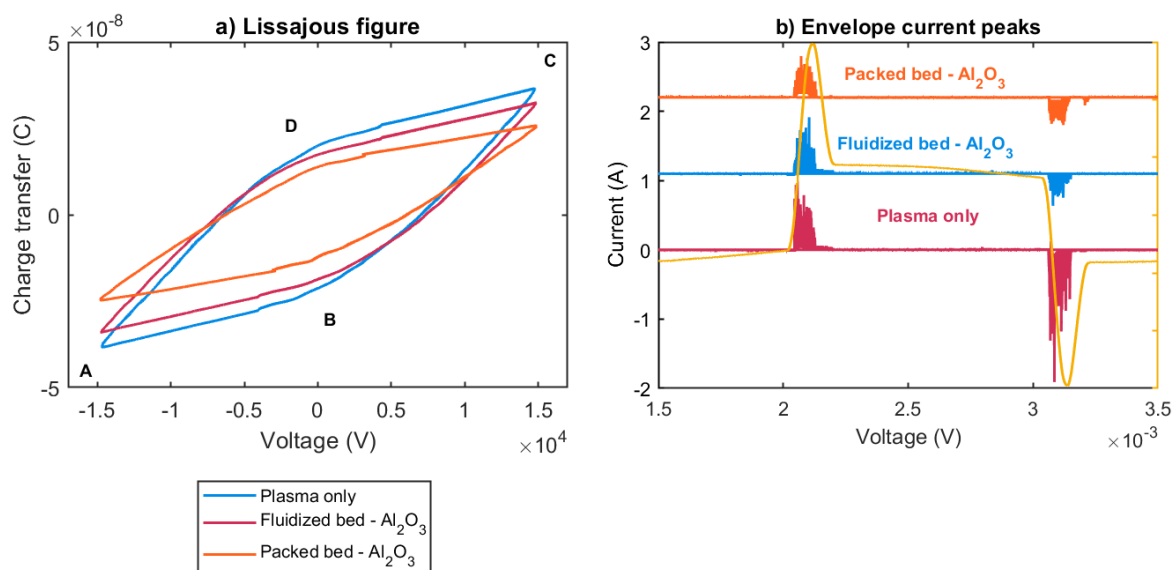 a) Lissajous figure
×10⁻⁸
5
0
-5
Charge transfer (C)
A
B
C
D
-1.5 -1 -0.5 0 0.5 1 1.5
Voltage (V)
×10⁴
Plasma only
Fluidized bed - Al₂O₃
Packed bed - Al₂O₃
b) Envelope current peaks
3
2
1
0
-1
-2
Current (A)
Packed bed - Al₂O₃
Fluidized bed - Al₂O₃
Plasma only
1.5 2 2.5 3 3.5
Voltage (V)
×10⁻³